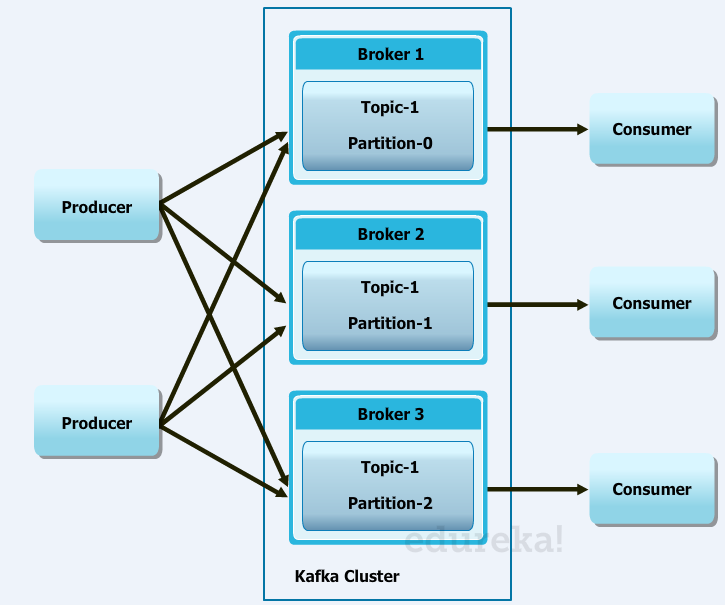 Broker 1
Topic-1
Partition-0
Consumer
Producer
Broker 2
Topic-1
Partition-1
Consumer
Producer
Broker 3
Topic-1
Partition-2
Consumer
edureka!
Kafka Cluster